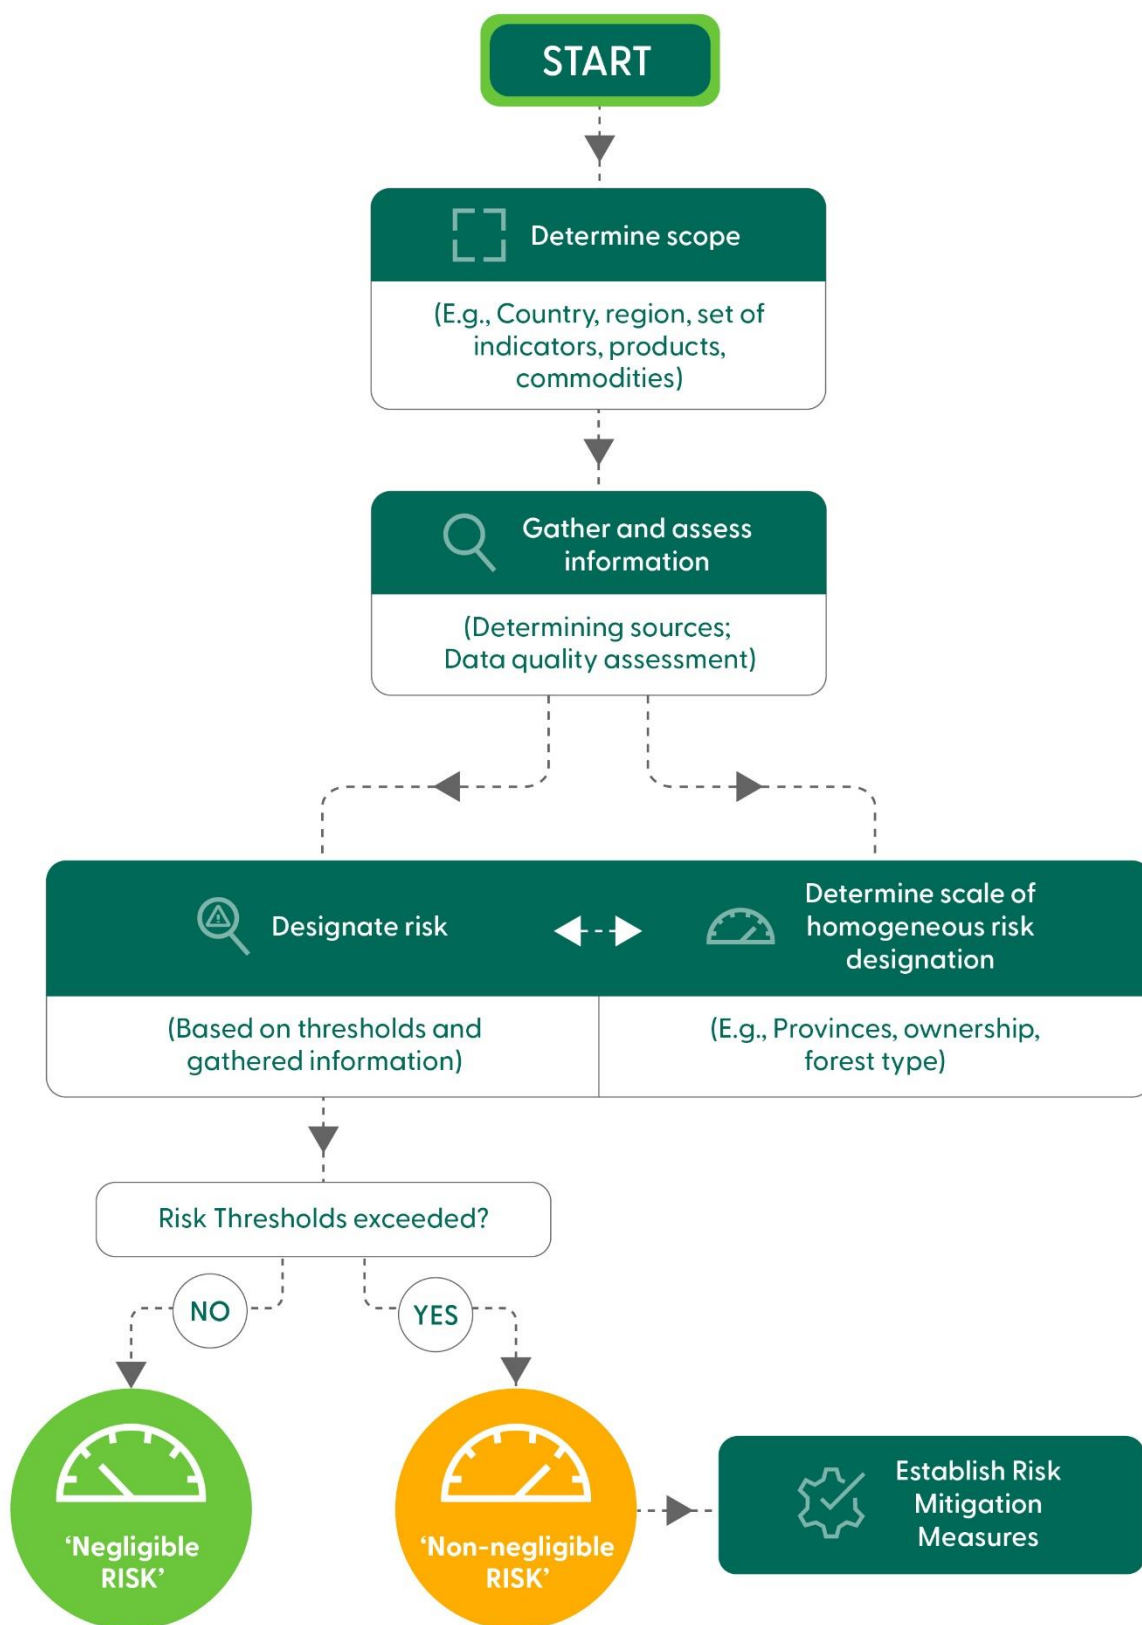 START
Determine scope
(E.g., Country, region, set of
indicators, products,
commodities)
Gather and assess
information
(Determining sources;
Data quality assessment)
Designate risk
Determine scale of
homogeneous risk
designation
(Based on thresholds and
gathered information)
(E.g., Provinces, ownership,
forest type)
Risk Thresholds exceeded?
NO
YES
‘Negligible
RISK’
‘Non-negligible
RISK’
Establish Risk
Mitigation
Measures